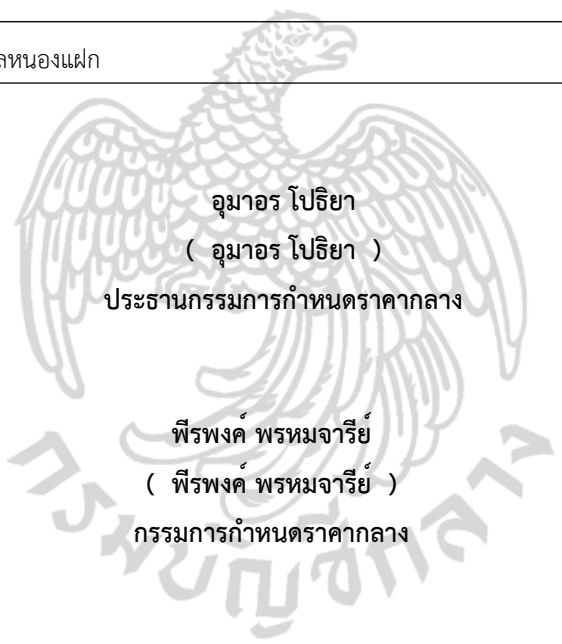 ลหนองแฝก
อุมาอร โปธิยา
( อุมาอร โปธิยา )
ประธานกรรมการกำหนดราคากลาง
พีรพงค์ พรหมจารีย์
( พีรพงค์ พรหมจารีย์ )
กรรมการกำหนดราคากลาง
กรมบัญชีกลาง